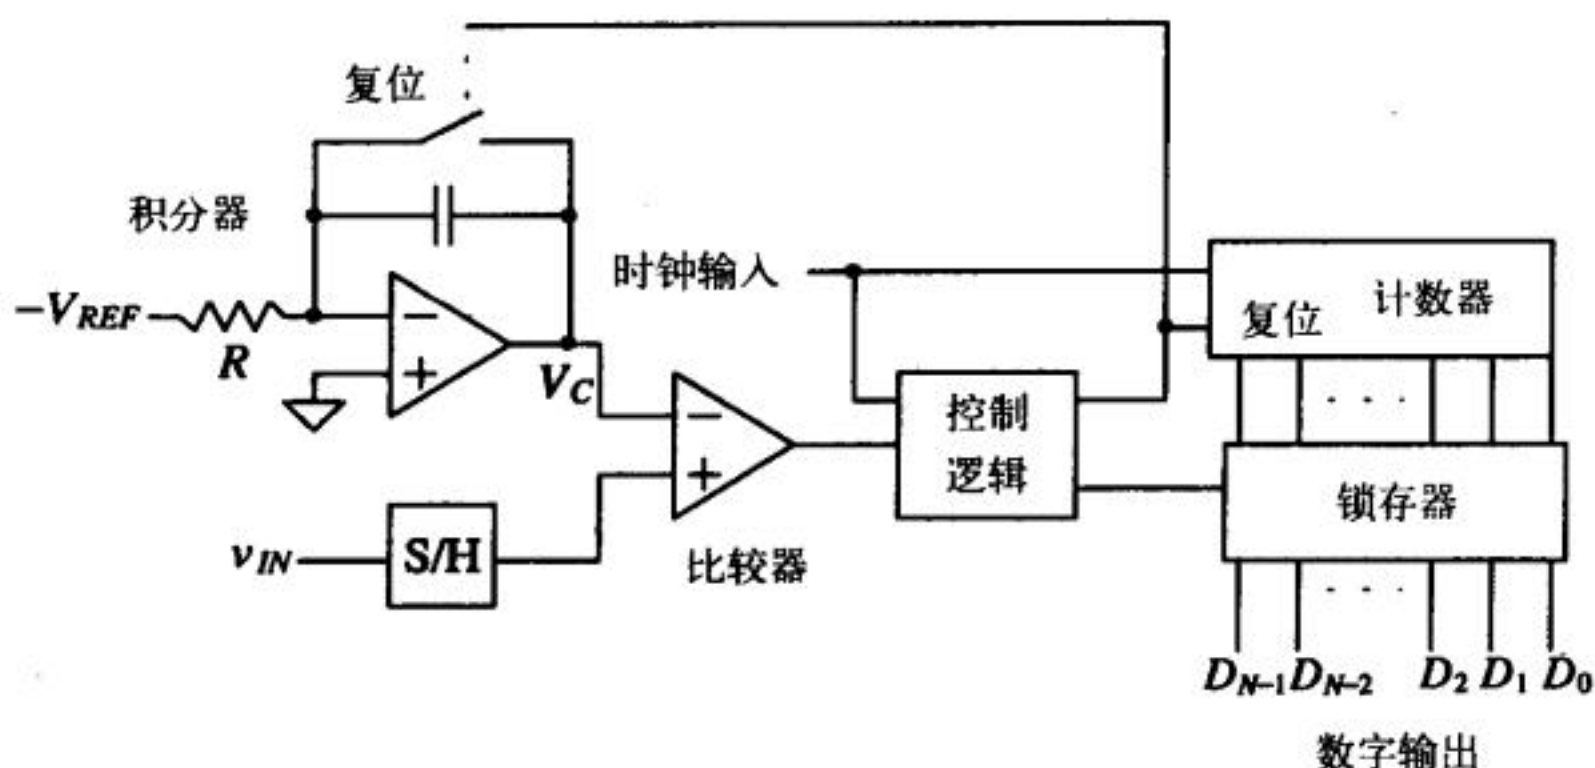 复位
积分器
时钟输入
计数器
复位
-V_REF
R
−
+
V_C
−
+
控制
逻辑
锁存器
v_IN
S/H
比较器
. . .
. . .
D_N-1 D_N-2 D_2 D_1 D_0
数字输出